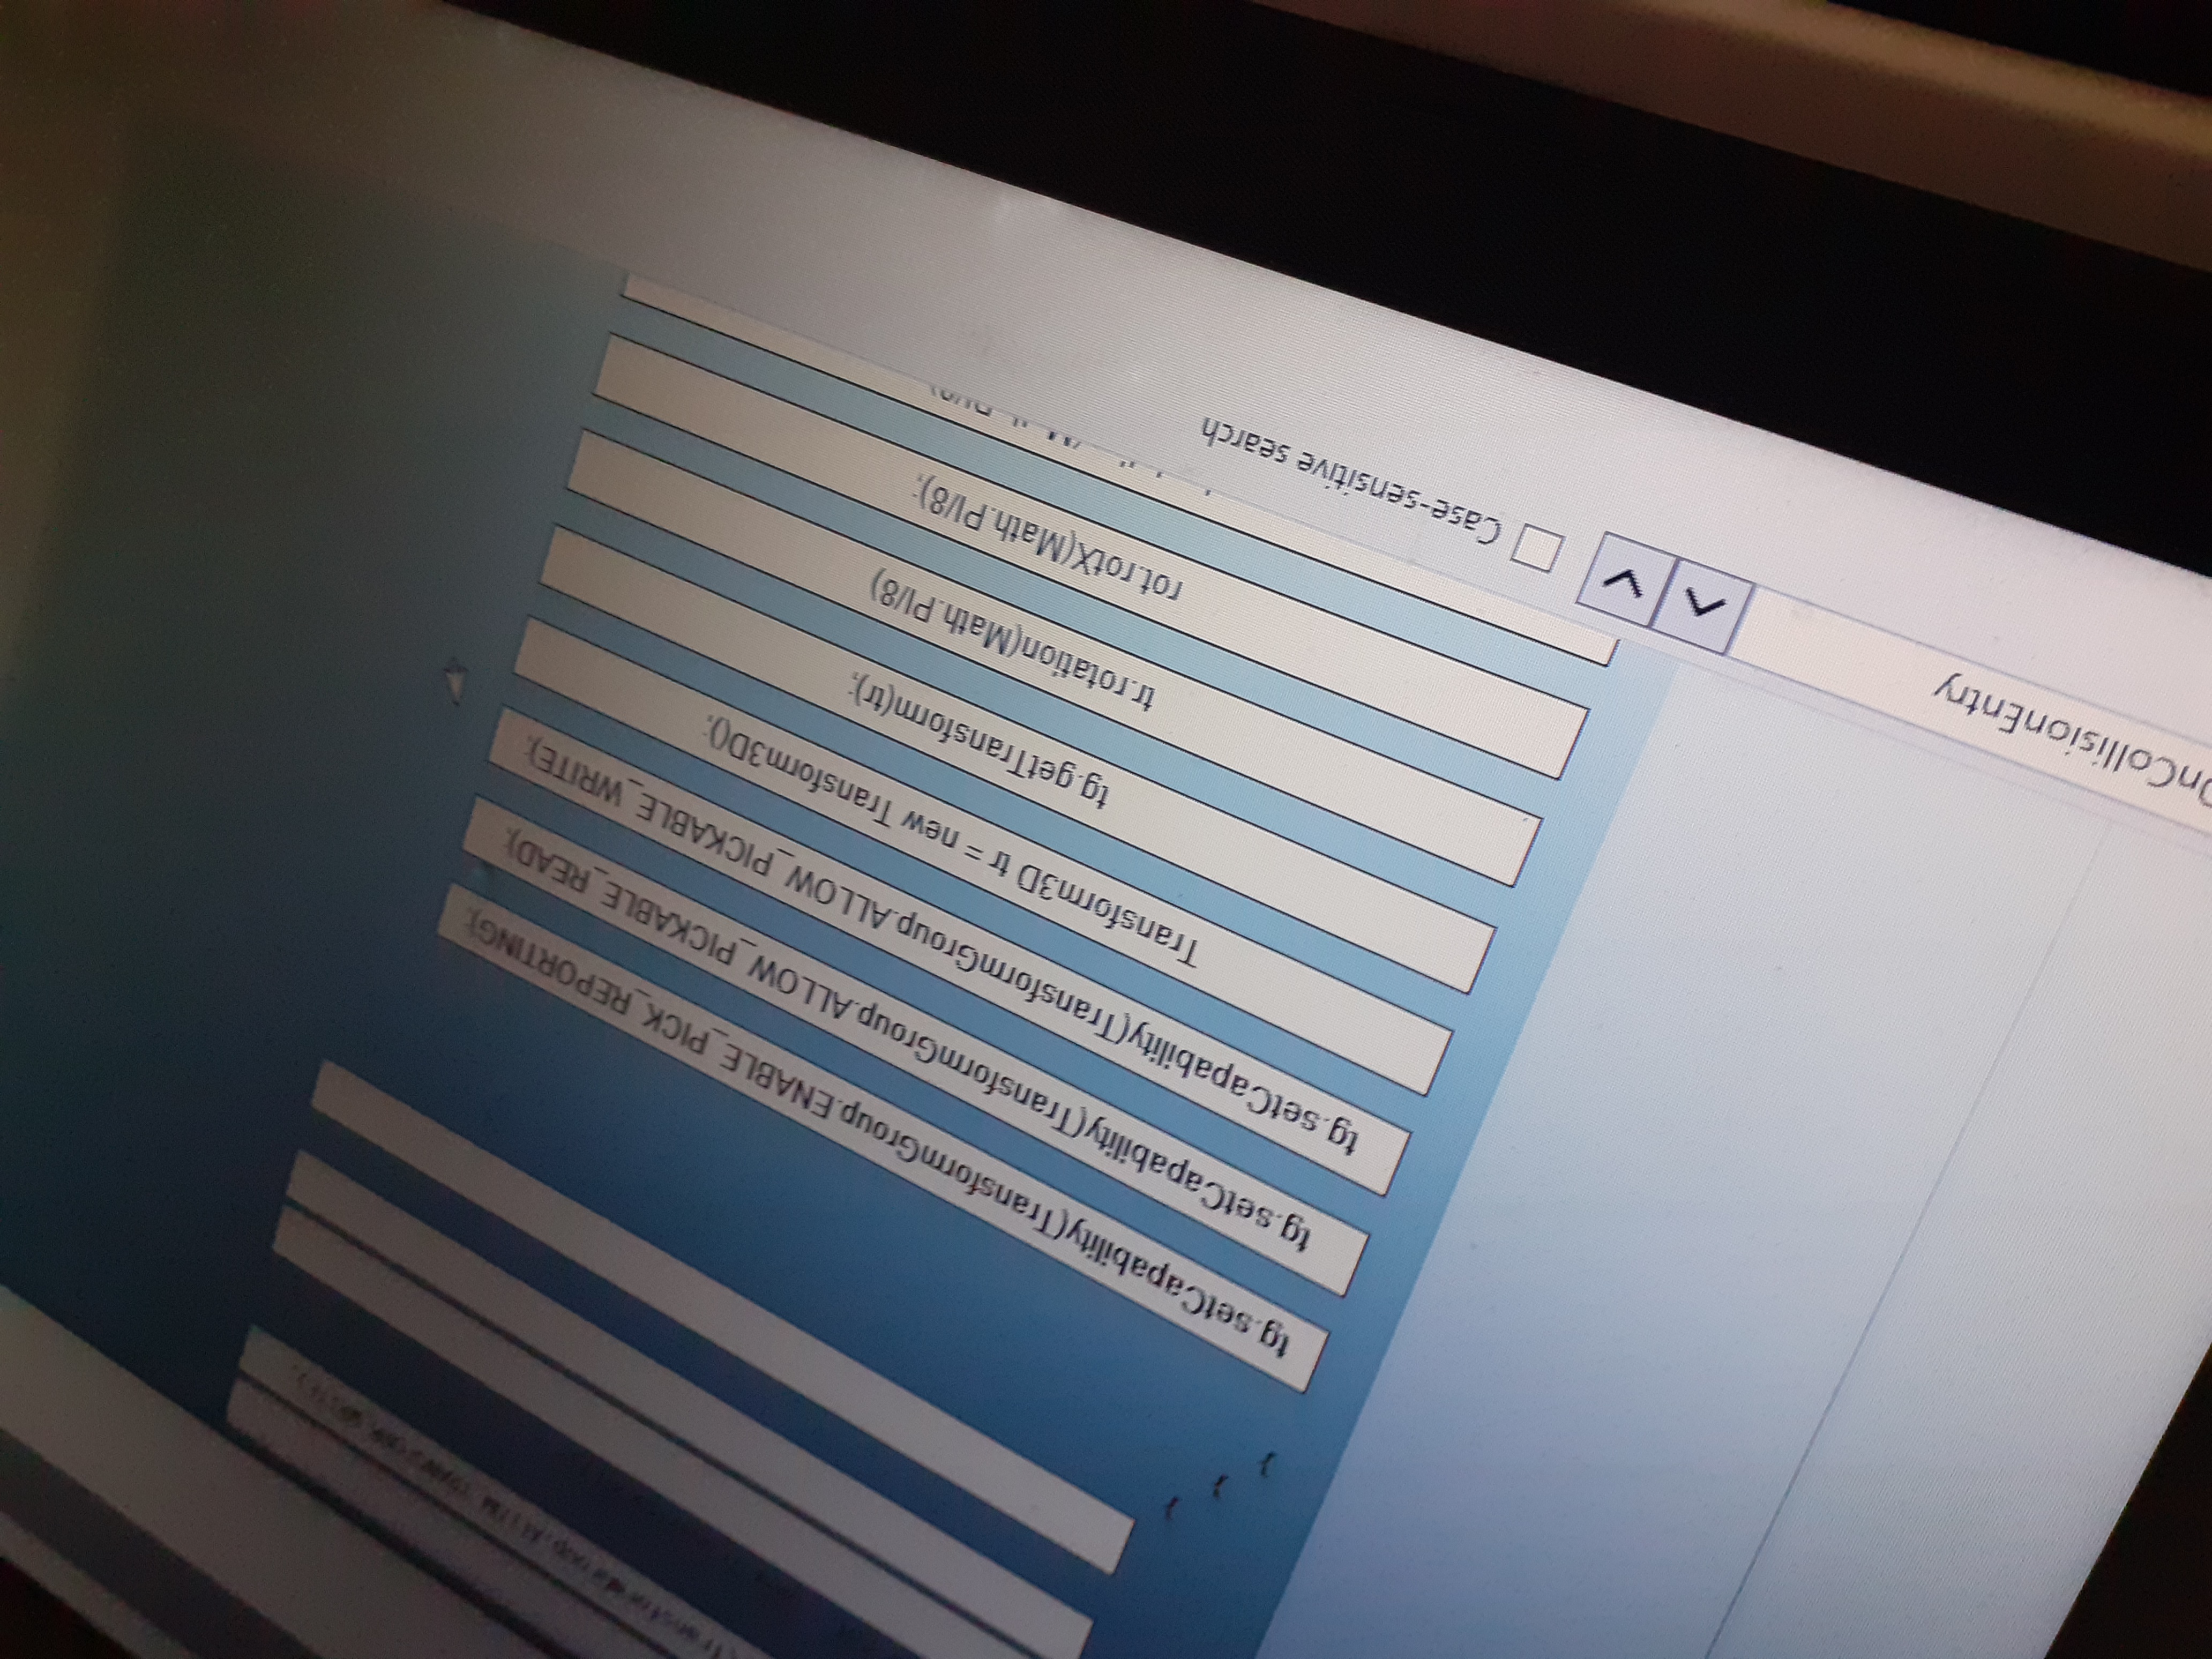 }
}
}
tg.setCapability(TransformGroup.ENABLE_PICK_REPORTING);
tg.setCapability(TransformGroup.ALLOW_PICKABLE_READ);
tg.setCapability(TransformGroup.ALLOW_PICKABLE_WRITE);
Transform3D tr = new Transform3D();
tg.getTransform(tr);
tr.rotation(Math.PI/8)
rot.rotX(Math.PI/8);
OnCollisionEntry
Case-sensitive search